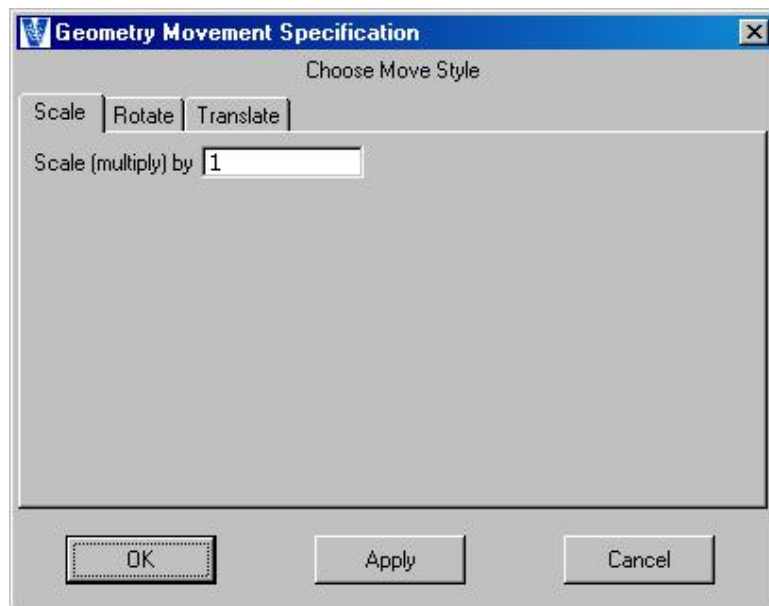 Geometry Movement Specification
Choose Move Style
Scale Rotate Translate
Scale (multiply) by 1
OK Apply Cancel